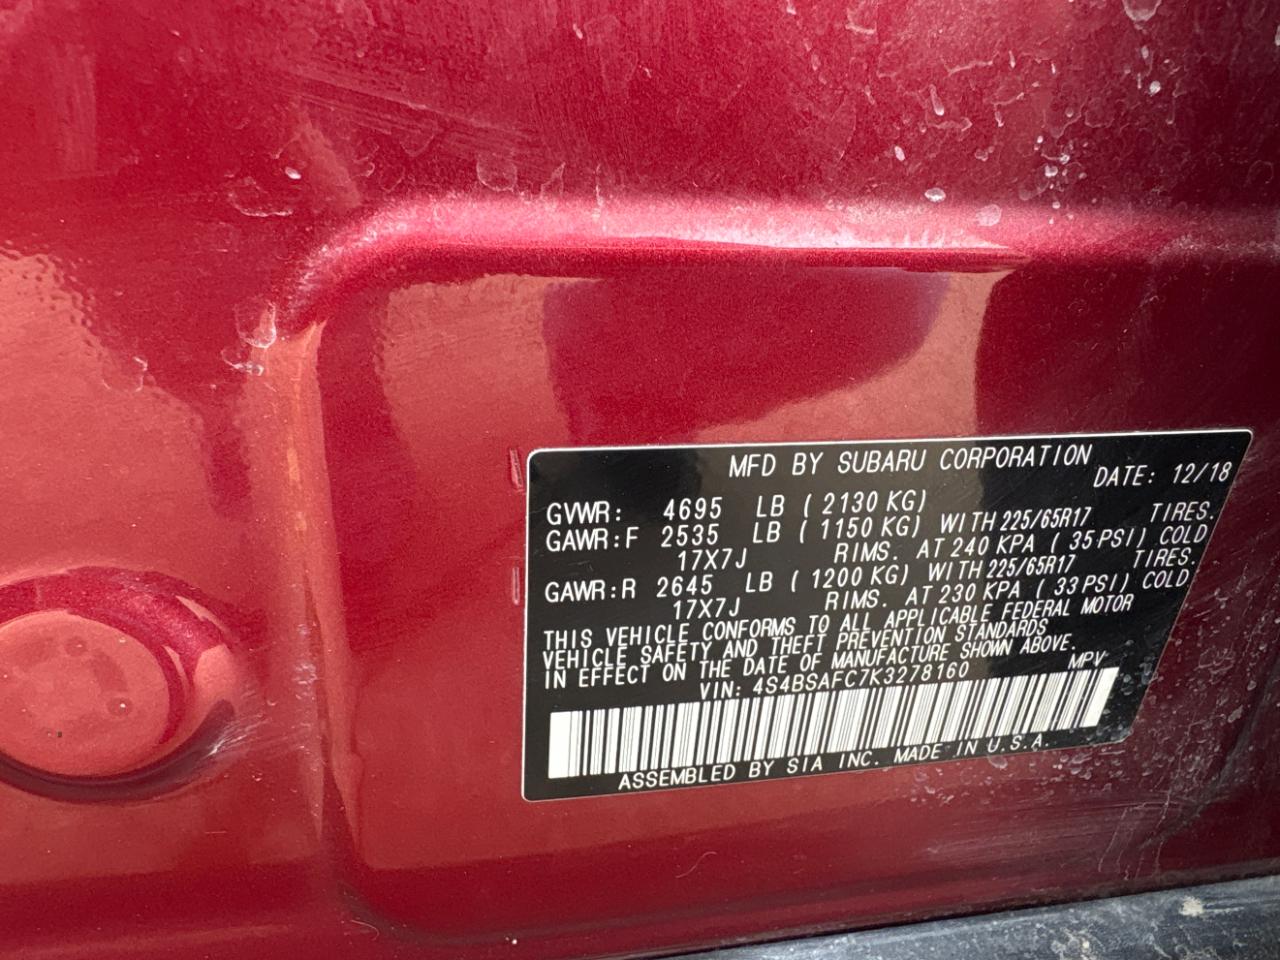 MFD BY SUBARU CORPORATION
DATE: 12/18
GVWR: 4695 LB (2130 KG)
GAWR:F 2535 LB (1150 KG) WITH 225/65R17 TIRES.
17X7J RIMS. AT 240 KPA (35 PSI) COLD
GAWR:R 2645 LB (1200 KG) WITH 225/65R17 TIRES.
17X7J RIMS. AT 230 KPA (33 PSI) COLD
THIS VEHICLE CONFORMS TO ALL APPLICABLE FEDERAL MOTOR
VEHICLE SAFETY AND THEFT PREVENTION STANDARDS
IN EFFECT ON THE DATE OF MANUFACTURE SHOWN ABOVE.
VIN: 4S4BSAFC7K3278160 MPV
ASSEMBLED BY SIA INC. MADE IN U.S.A.